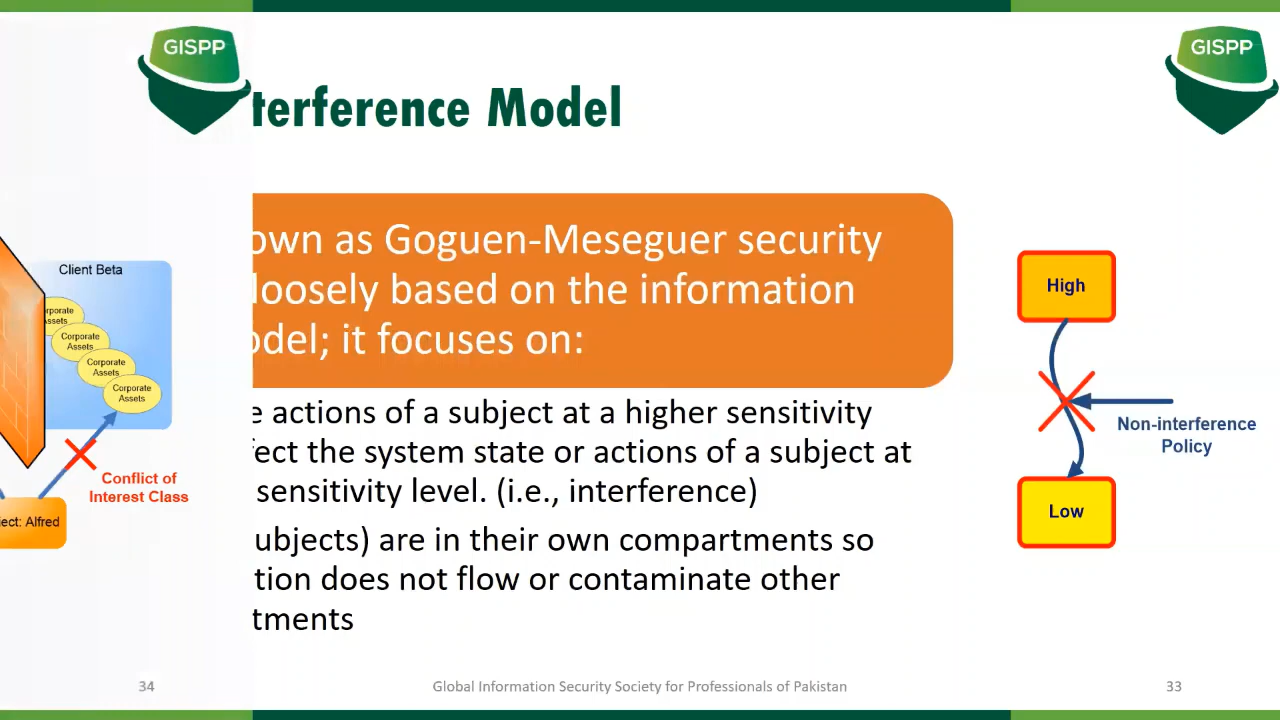 GISPP
GISPP
terference Model
own as Goguen-Meseguer security
loosely based on the information
odel; it focuses on:
e actions of a subject at a higher sensitivity
fect the system state or actions of a subject at
sensitivity level. (i.e., interference)
ubjects) are in their own compartments so
tion does not flow or contaminate other
tments
High
Non-interference
Policy
Low
Client Beta
rporate
ssets
Corporate
Assets
Corporate
Assets
Corporate
Assets
Conflict of
Interest Class
ject: Alfred
34
Global Information Security Society for Professionals of Pakistan
33